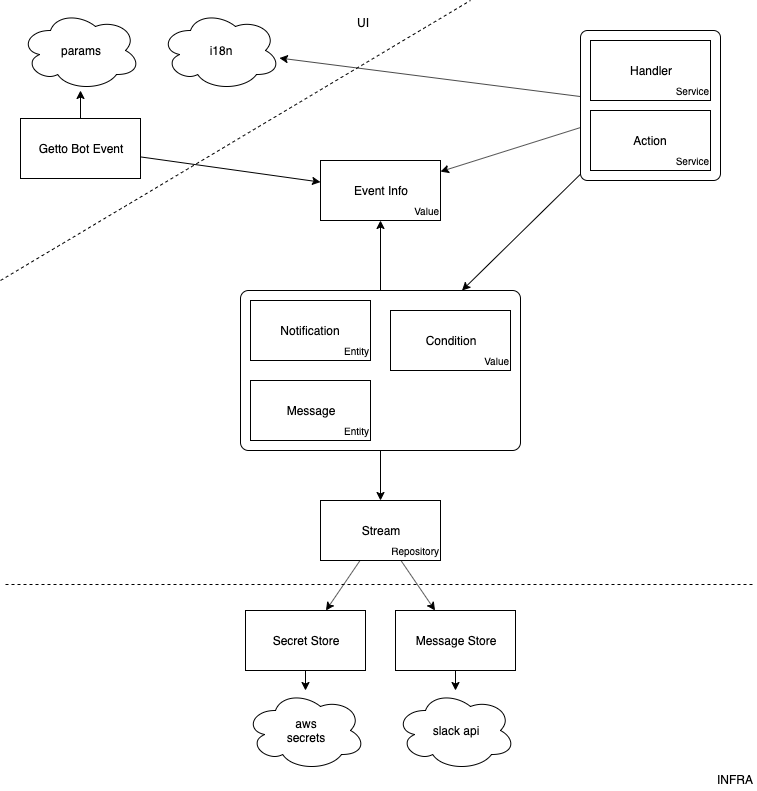 UI
params
i18n
Handler
Service
Action
Service
Getto Bot Event
Event Info
Value
Notification
Entity
Condition
Value
Message
Entity
Stream
Repository
Secret Store
Message Store
aws
secrets
slack api
INFRA